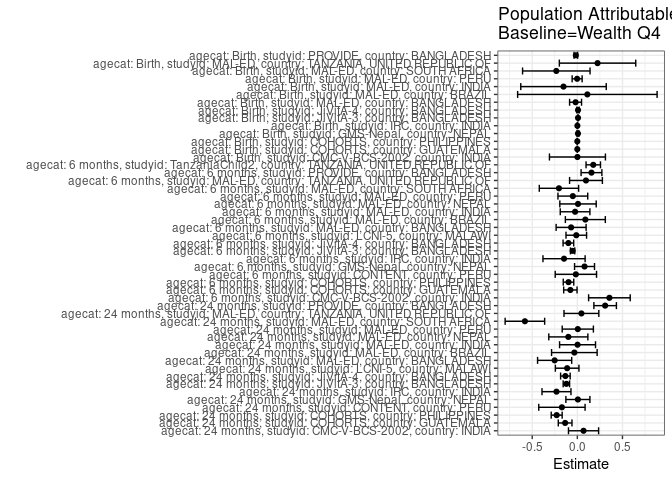 Population Attributable
Baseline=Wealth Q4
agecat: Birth, studyid: PROVIDE, country: BANGLADESH
agecat: Birth, studyid: MAL-ED, country: TANZANIA, UNITED REPUBLIC OF
agecat: Birth, studyid: MAL-ED, country: SOUTH AFRICA
agecat: Birth, studyid: MAL-ED, country: PERU
agecat: Birth, studyid: MAL-ED, country: INDIA
agecat: Birth, studyid: MAL-ED, country: BRAZIL
agecat: Birth, studyid: MAL-ED, country: BANGLADESH
agecat: Birth, studyid: JiVitA-4, country: BANGLADESH
agecat: Birth, studyid: JiVitA-3, country: BANGLADESH
agecat: Birth, studyid: IRC, country: INDIA
agecat: Birth, studyid: GMS-Nepal, country: NEPAL
agecat: Birth, studyid: COHORTS, country: PHILIPPINES
agecat: Birth, studyid: COHORTS, country: GUATEMALA
agecat: Birth, studyid: CMC-V-BCS-2002, country: INDIA
agecat: 6 months, studyid: TanzaniaChild2, country: TANZANIA, UNITED REPUBLIC OF
agecat: 6 months, studyid: PROVIDE, country: BANGLADESH
agecat: 6 months, studyid: MAL-ED, country: TANZANIA, UNITED REPUBLIC OF
agecat: 6 months, studyid: MAL-ED, country: SOUTH AFRICA
agecat: 6 months, studyid: MAL-ED, country: PERU
agecat: 6 months, studyid: MAL-ED, country: NEPAL
agecat: 6 months, studyid: MAL-ED, country: INDIA
agecat: 6 months, studyid: MAL-ED, country: BRAZIL
agecat: 6 months, studyid: MAL-ED, country: BANGLADESH
agecat: 6 months, studyid: LCNI-5, country: MALAWI
agecat: 6 months, studyid: JiVitA-4, country: BANGLADESH
agecat: 6 months, studyid: JiVitA-3, country: BANGLADESH
agecat: 6 months, studyid: IRC, country: INDIA
agecat: 6 months, studyid: GMS-Nepal, country: NEPAL
agecat: 6 months, studyid: CONTENT, country: PERU
agecat: 6 months, studyid: COHORTS, country: PHILIPPINES
agecat: 6 months, studyid: COHORTS, country: GUATEMALA
agecat: 6 months, studyid: CMC-V-BCS-2002, country: INDIA
agecat: 24 months, studyid: PROVIDE, country: BANGLADESH
agecat: 24 months, studyid: MAL-ED, country: TANZANIA, UNITED REPUBLIC OF
agecat: 24 months, studyid: MAL-ED, country: SOUTH AFRICA
agecat: 24 months, studyid: MAL-ED, country: PERU
agecat: 24 months, studyid: MAL-ED, country: NEPAL
agecat: 24 months, studyid: MAL-ED, country: INDIA
agecat: 24 months, studyid: MAL-ED, country: BRAZIL
agecat: 24 months, studyid: MAL-ED, country: BANGLADESH
agecat: 24 months, studyid: LCNI-5, country: MALAWI
agecat: 24 months, studyid: JiVitA-4, country: BANGLADESH
agecat: 24 months, studyid: JiVitA-3, country: BANGLADESH
agecat: 24 months, studyid: IRC, country: INDIA
agecat: 24 months, studyid: GMS-Nepal, country: NEPAL
agecat: 24 months, studyid: CONTENT, country: PERU
agecat: 24 months, studyid: COHORTS, country: PHILIPPINES
agecat: 24 months, studyid: COHORTS, country: GUATEMALA
agecat: 24 months, studyid: CMC-V-BCS-2002, country: INDIA
-0.5 0.0 0.5
Estimate